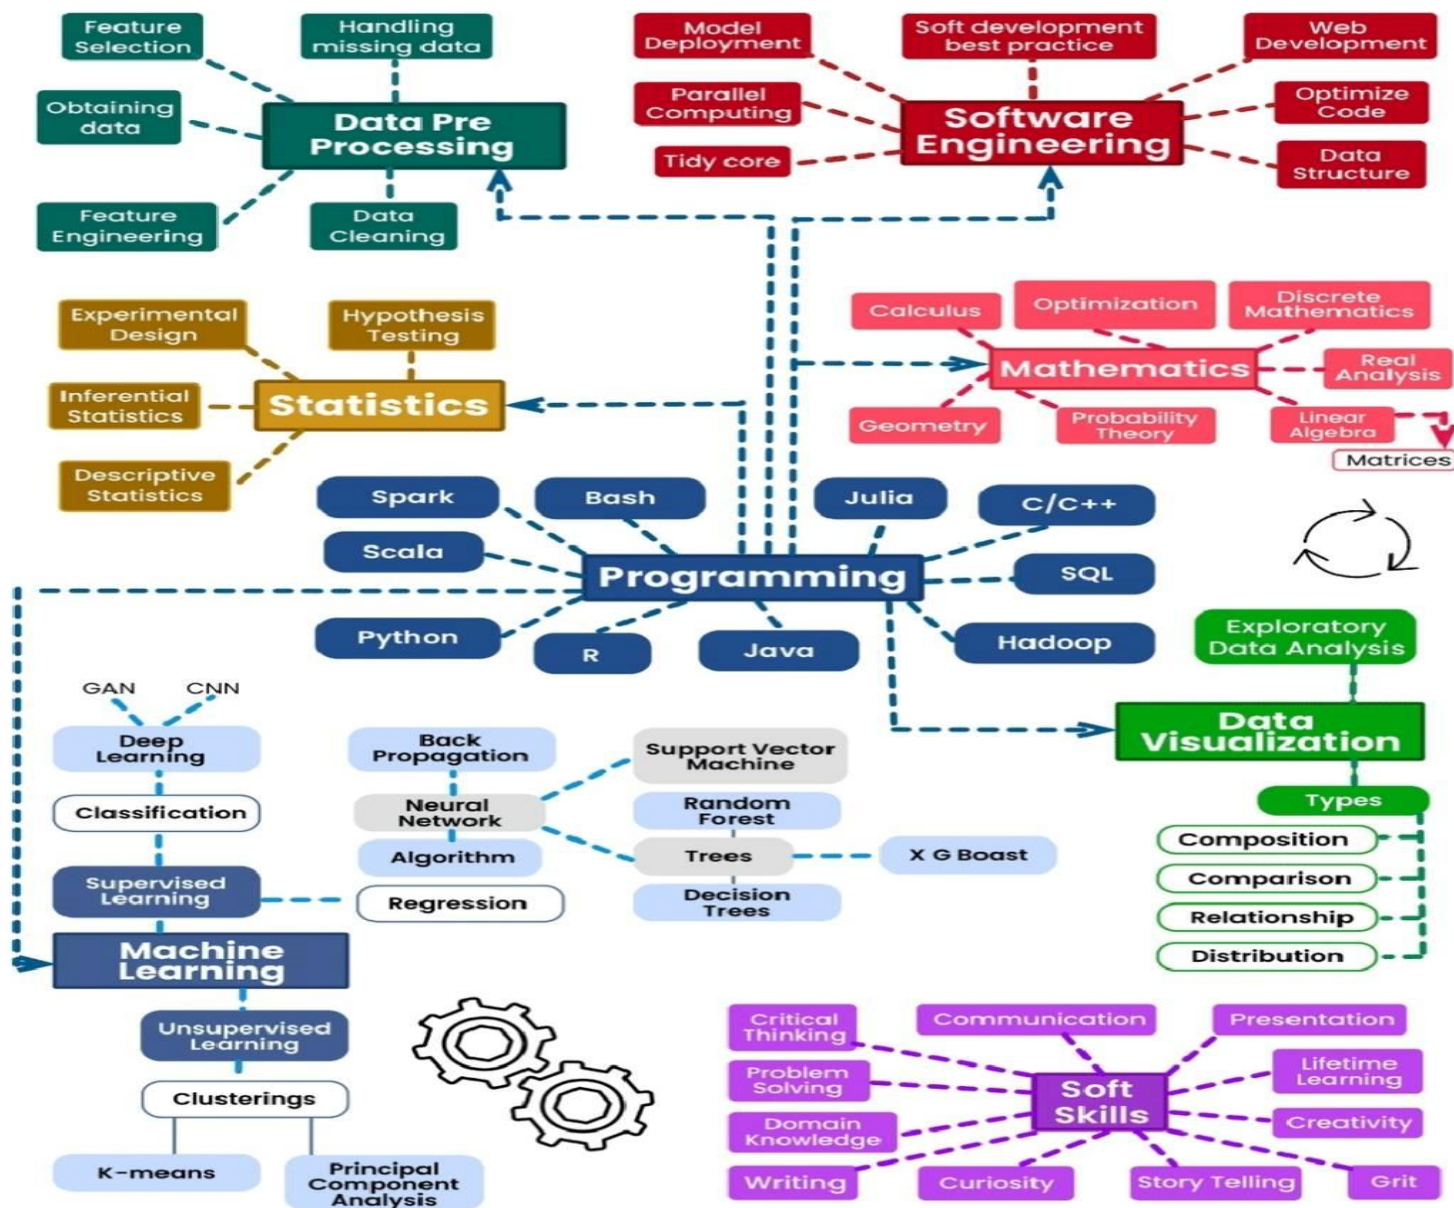 Feature
Selection
Handling
missing data
Obtaining
data
Data Pre
Processing
Feature
Engineering
Data
Cleaning
Model
Deployment
Soft development
best practice
Web
Development
Parallel
Computing
Software
Engineering
Optimize
Code
Tidy core
Data
Structure
Experimental
Design
Hypothesis
Testing
Inferential
Statistics
Statistics
Descriptive
Statistics
Calculus
Optimization
Discrete
Mathematics
Mathematics
Real
Analysis
Geometry
Probability
Theory
Linear
Algebra
Matrices
Spark
Bash
Julia
C/C++
Scala
Programming
SQL
Python
R
Java
Hadoop
Exploratory
Data Analysis
Data
Visualization
Types
Composition
Comparison
Relationship
Distribution
GAN
CNN
Deep
Learning
Classification
Supervised
Learning
Machine
Learning
Back
Propagation
Neural
Network
Algorithm
Regression
Support Vector
Machine
Random
Forest
Trees
X G Boast
Decision
Trees
Unsupervised
Learning
Clusterings
K-means
Principal
Component
Analysis
Critical
Thinking
Communication
Presentation
Problem
Solving
Soft
Skills
Lifetime
Learning
Domain
Knowledge
Creativity
Writing
Curiosity
Story Telling
Grit